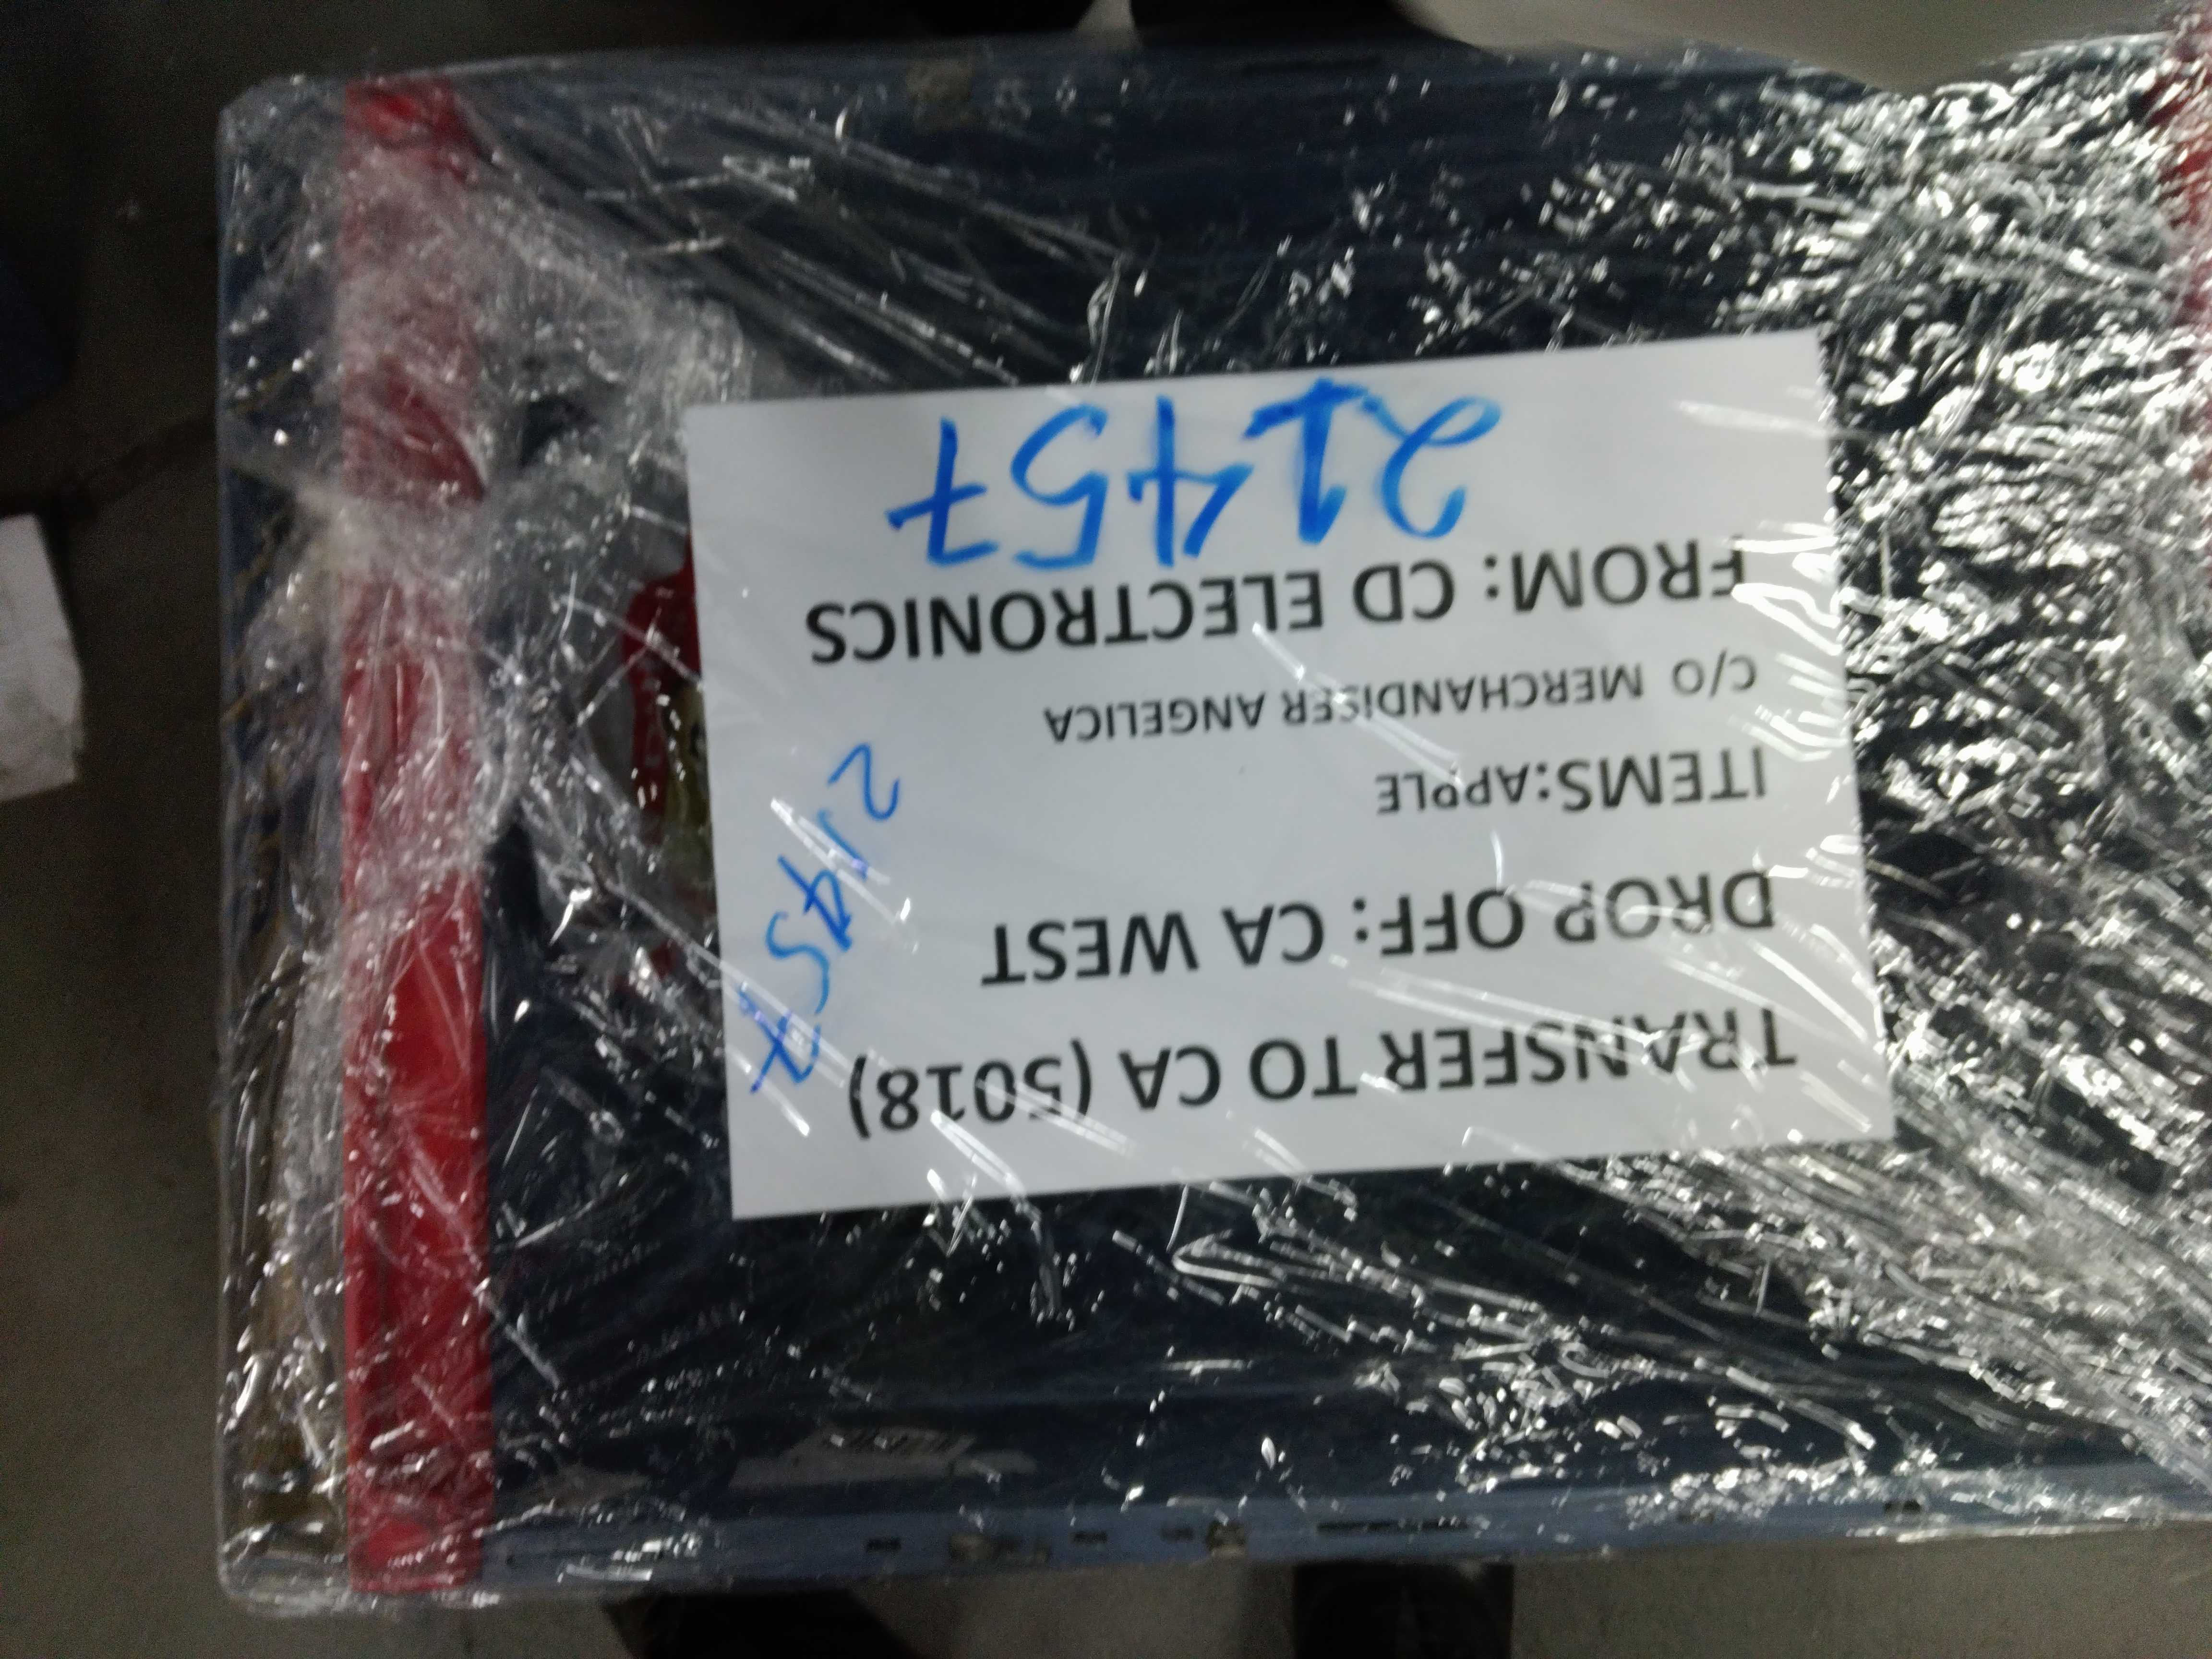 TRANSFER TO CA (5018)
DROP OFF: CA WEST
ITEMS:APPLE
C/O MERCHANDISER ANGELICA
FROM: CD ELECTRONICS
21457
21457